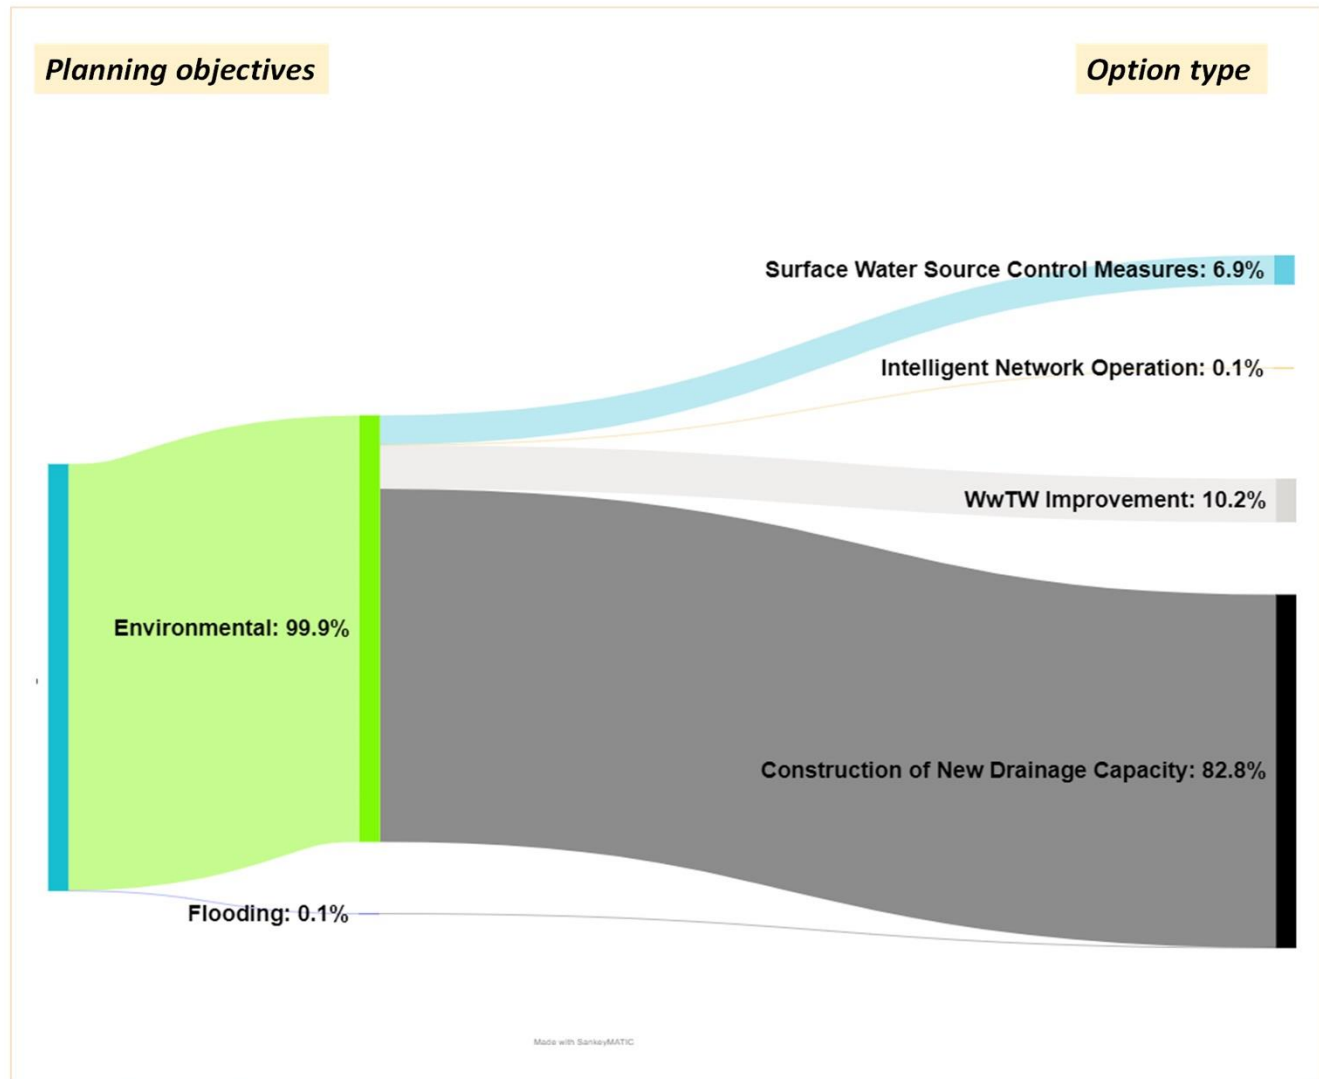 Planning objectives
Option type
Surface Water Source Control Measures: 6.9%
Intelligent Network Operation: 0.1%
WwTW Improvement: 10.2%
Environmental: 99.9%
Construction of New Drainage Capacity: 82.8%
Flooding: 0.1%
Made with SankeyMATIC